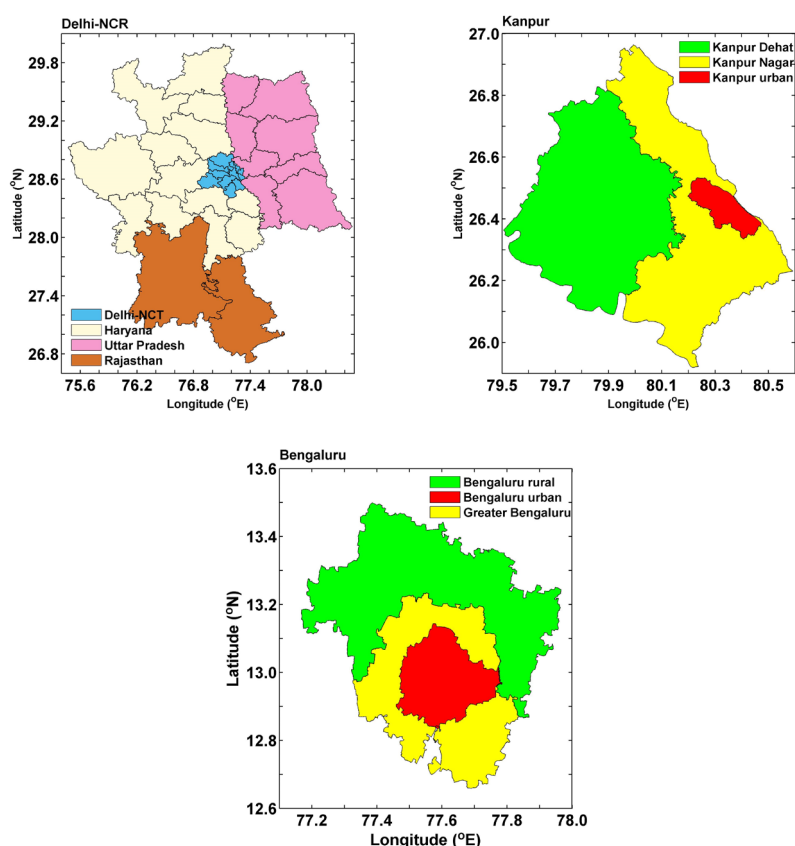 Delhi-NCR
29.8
29.2
28.6
28.0
27.4
26.8
Latitude (°N)
Delhi-NCT
Haryana
Uttar Pradesh
Rajasthan
75.6 76.2 76.8 77.4 78.0
Longitude (°E)
Kanpur
27.0
26.8
26.6
26.4
26.2
26.0
Latitude (°N)
Kanpur Dehat
Kanpur Nagar
Kanpur urban
79.5 79.7 79.9 80.1 80.3 80.5
Longitude (°E)
Bengaluru
13.6
13.4
13.2
13.0
12.8
12.6
Latitude (°N)
Bengaluru rural
Bengaluru urban
Greater Bengaluru
77.2 77.4 77.6 77.8 78.0
Longitude (°E)